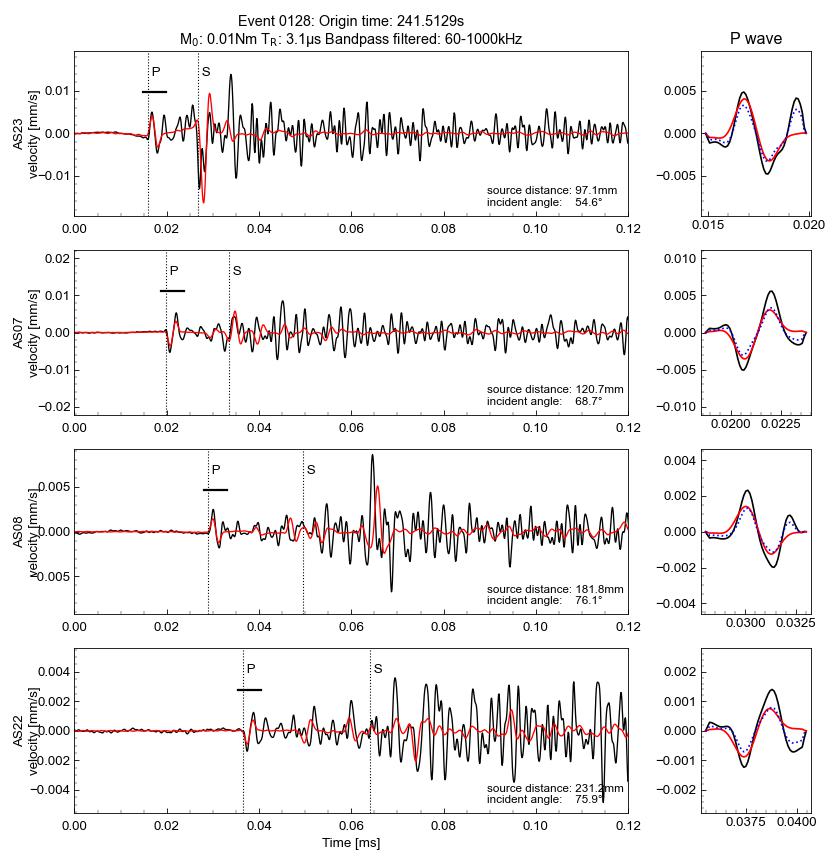 Event 0128: Origin time: 241.5129s
M₀: 0.01Nm Tᵣ: 3.1μs Bandpass filtered: 60-1000kHz
P wave
AS23
velocity [mm/s]
0.01
0.00
−0.01
P
S
source distance: 97.1mm
incident angle: 54.6°
0.00 0.02 0.04 0.06 0.08 0.10 0.12
0.005
0.000
−0.005
0.015 0.020
AS07
velocity [mm/s]
0.02
0.01
0.00
−0.01
−0.02
P
S
source distance: 120.7mm
incident angle: 68.7°
0.00 0.02 0.04 0.06 0.08 0.10 0.12
0.010
0.005
0.000
−0.005
−0.010
0.0200 0.0225
AS08
velocity [mm/s]
0.005
0.000
−0.005
P
S
source distance: 181.8mm
incident angle: 76.1°
0.00 0.02 0.04 0.06 0.08 0.10 0.12
0.004
0.002
0.000
−0.002
−0.004
0.0300 0.0325
AS22
velocity [mm/s]
0.004
0.002
0.000
−0.002
−0.004
P
S
source distance: 231.2mm
incident angle: 75.9°
0.00 0.02 0.04 0.06 0.08 0.10 0.12
Time [ms]
0.002
0.001
0.000
−0.001
−0.002
0.0375 0.0400